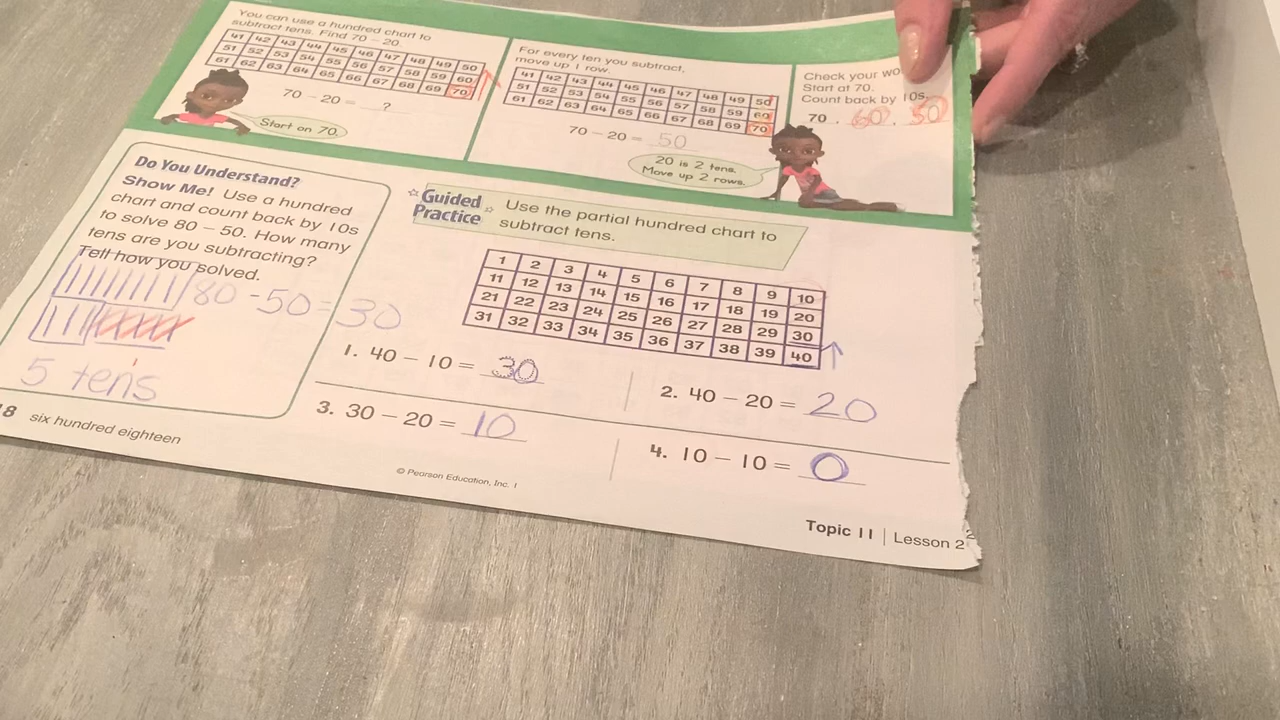 You can use a hundred chart to
subtract tens. Find 70 – 20.
41 42 43 44 45 46 47 48 49 50
51 52 53 54 55 56 57 58 59 60
61 62 63 64 65 66 67 68 69 70
70 – 20 = ?
Start on 70.
For every ten you subtract,
move up 1 row.
41 42 43 44 45 46 47 48 49 50
51 52 53 54 55 56 57 58 59 60
61 62 63 64 65 66 67 68 69 70
70 – 20 = 50
20 is 2 tens.
Move up 2 rows.
Check your
Start at 70.
Count back by 10s.
70, 60, 50
Do You Understand?
Show Me! Use a hundred
chart and count back by 10s
to solve 80 – 50. How many
tens are you subtracting?
Tell how you solved.
80 - 50 = 30
5 tens
Guided
Practice
Use the partial hundred chart to
subtract tens.
1 2 3 4 5 6 7 8 9 10
11 12 13 14 15 16 17 18 19 20
21 22 23 24 25 26 27 28 29 30
31 32 33 34 35 36 37 38 39 40
1. 40 – 10 = 30
2. 40 – 20 = 20
3. 30 – 20 = 10
4. 10 – 10 = 0
18 six hundred eighteen
© Pearson Education, Inc. 1
Topic 11 | Lesson 2